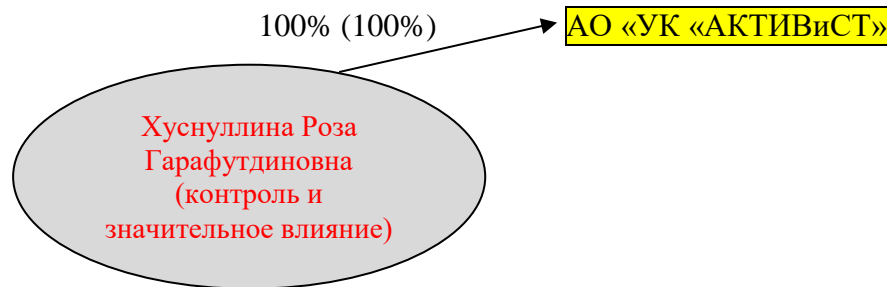 100% (100%)
АО «УК «АКТИВиСТ»
Хуснуллина Роза
Гарафутдиновна
(контроль и
значительное влияние)